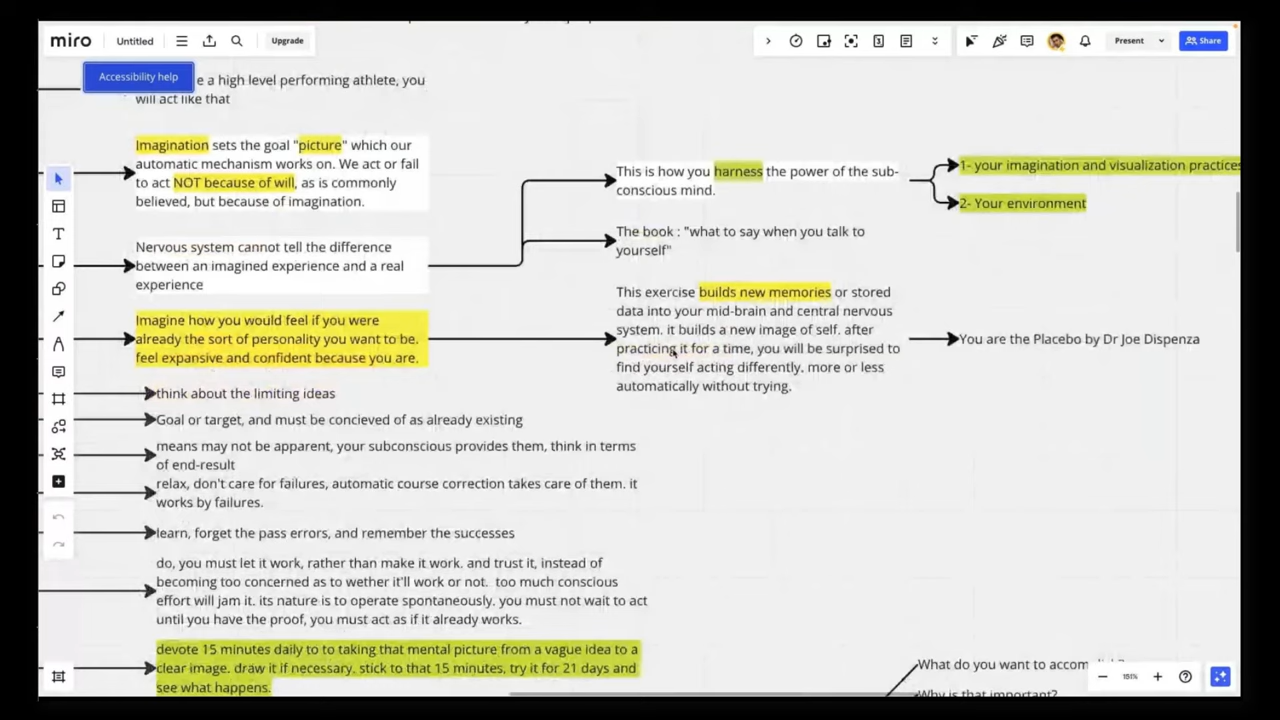 miro
Untitled
Upgrade
Present
Share
Accessibility help
e a high level performing athlete, you
will act like that
Imagination sets the goal "picture" which our
automatic mechanism works on. We act or fail
to act NOT because of will, as is commonly
believed, but because of imagination.
Nervous system cannot tell the difference
between an imagined experience and a real
experience
Imagine how you would feel if you were
already the sort of personality you want to be.
feel expansive and confident because you are.
This is how you harness the power of the sub-
conscious mind.
1- your imagination and visualization practices
2- Your environment
The book : "what to say when you talk to
yourself"
This exercise builds new memories or stored
data into your mid-brain and central nervous
system. it builds a new image of self. after
practicing it for a time, you will be surprised to
find yourself acting differently. more or less
automatically without trying.
You are the Placebo by Dr Joe Dispenza
think about the limiting ideas
Goal or target, and must be concieved of as already existing
means may not be apparent, your subconscious provides them, think in terms
of end-result
relax, don't care for failures, automatic course correction takes care of them. it
works by failures.
learn, forget the pass errors, and remember the successes
do, you must let it work, rather than make it work. and trust it, instead of
becoming too concerned as to wether it'll work or not. too much conscious
effort will jam it. its nature is to operate spontaneously. you must not wait to act
until you have the proof, you must act as if it already works.
devote 15 minutes daily to to taking that mental picture from a vague idea to a
clear image. draw it if necessary. stick to that 15 minutes, try it for 21 days and
see what happens.
What do you want to
Why is that important?
151%